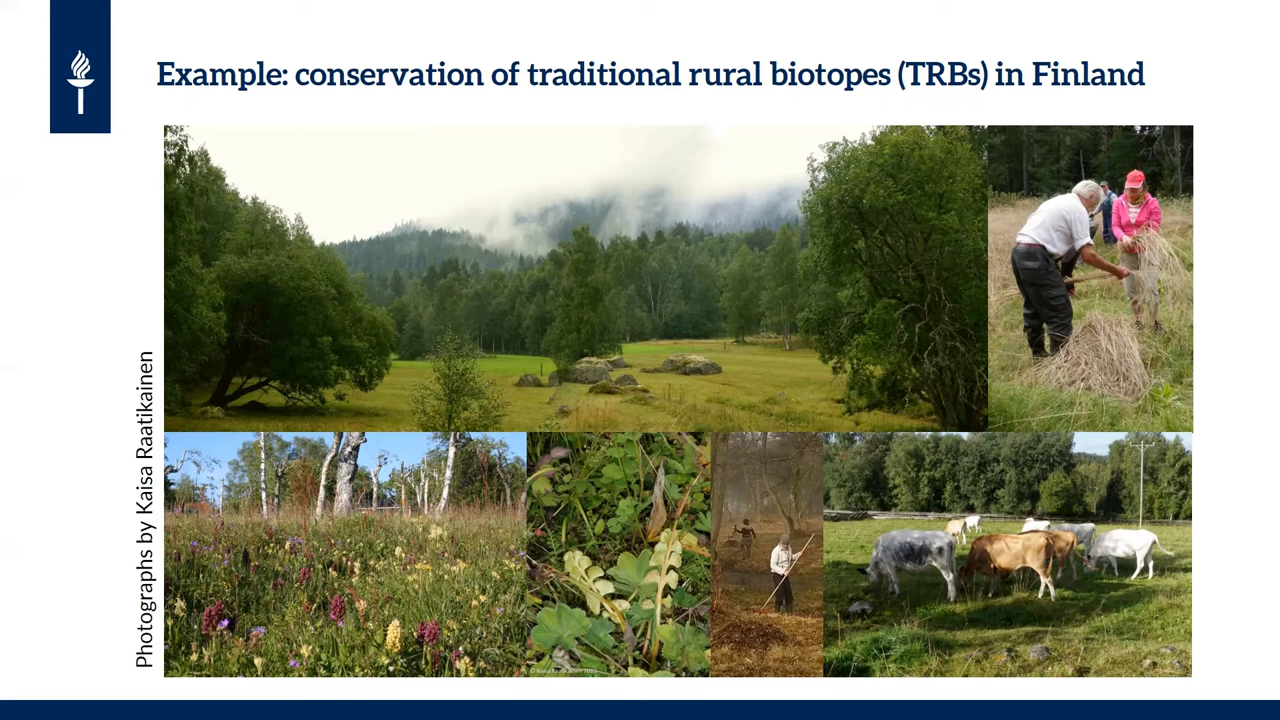 Example: conservation of traditional rural biotopes (TRBs) in Finland
Photographs by Kaisa Raatikainen